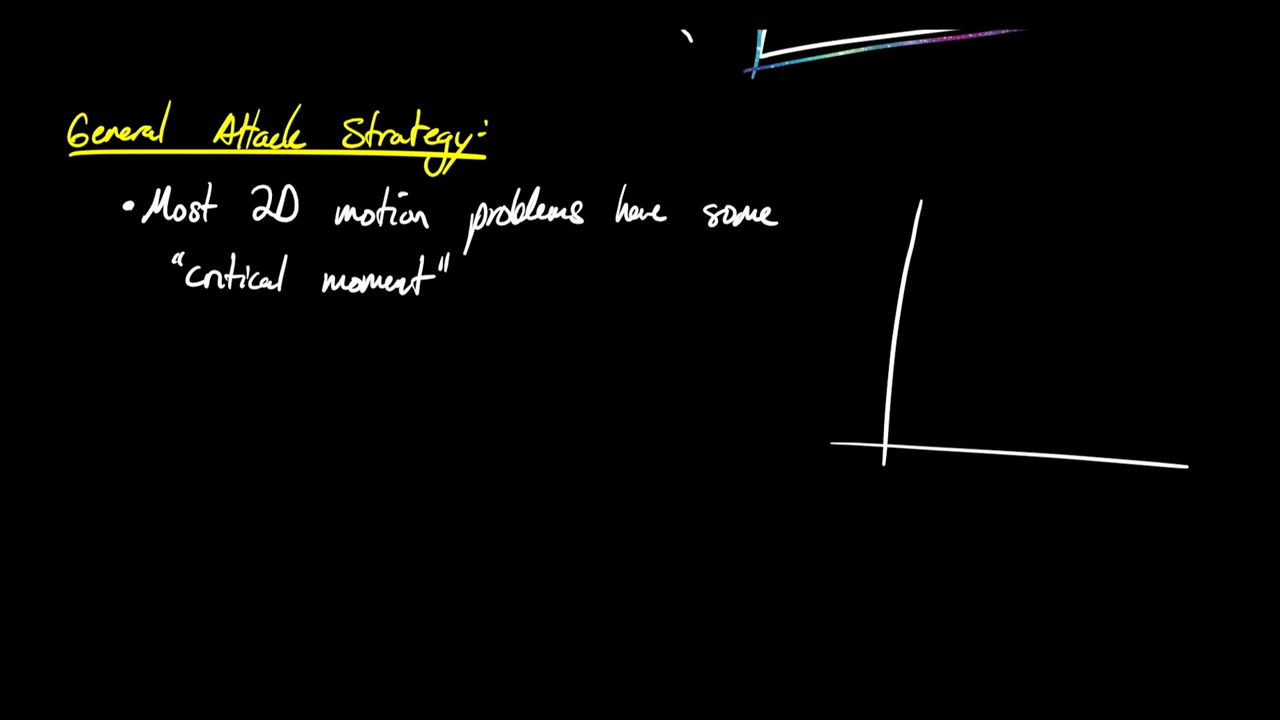 General Attack Strategy:
• Most 2D motion problems have some
"critical moment"